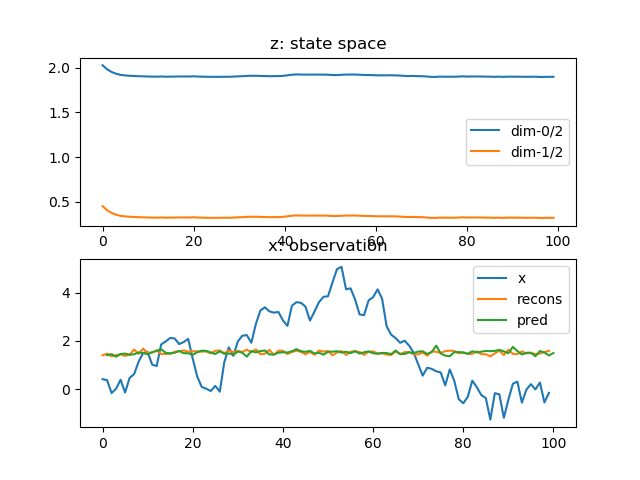 z: state space
2.0
1.5
1.0
0.5
dim-0/2
dim-1/2
0 20 40 60 80 100
x: observation
4
2
0
x
recons
pred
0 20 40 60 80 100